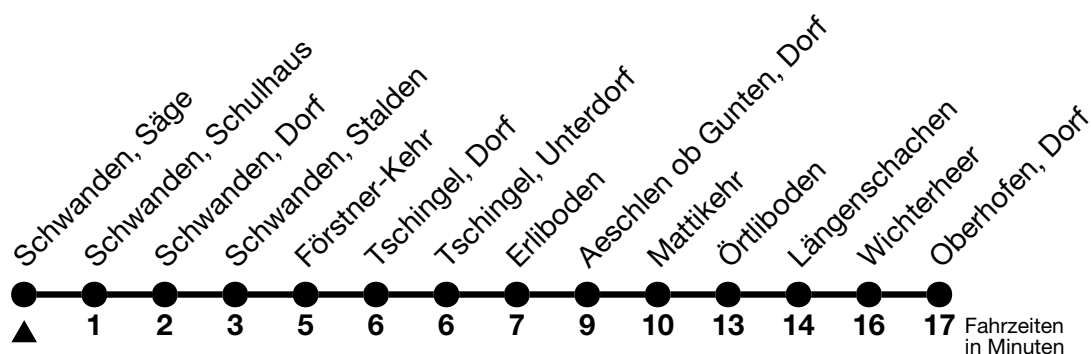 Schwanden, Säge
Schwanden, Schulhaus
Schwanden, Dorf
Schwanden, Stalden
Förstner-Kehr
Tschingel, Dorf
Tschingel, Unterdorf
Erliboden
Aeschlen ob Gunten, Dorf
Mattikehr
Örtliboden
Längenschachen
Wichterheer
Oberhofen, Dorf
1 2 3 5 6 6 7 9 10 13 14 16 17 Fahrzeiten
in Minuten